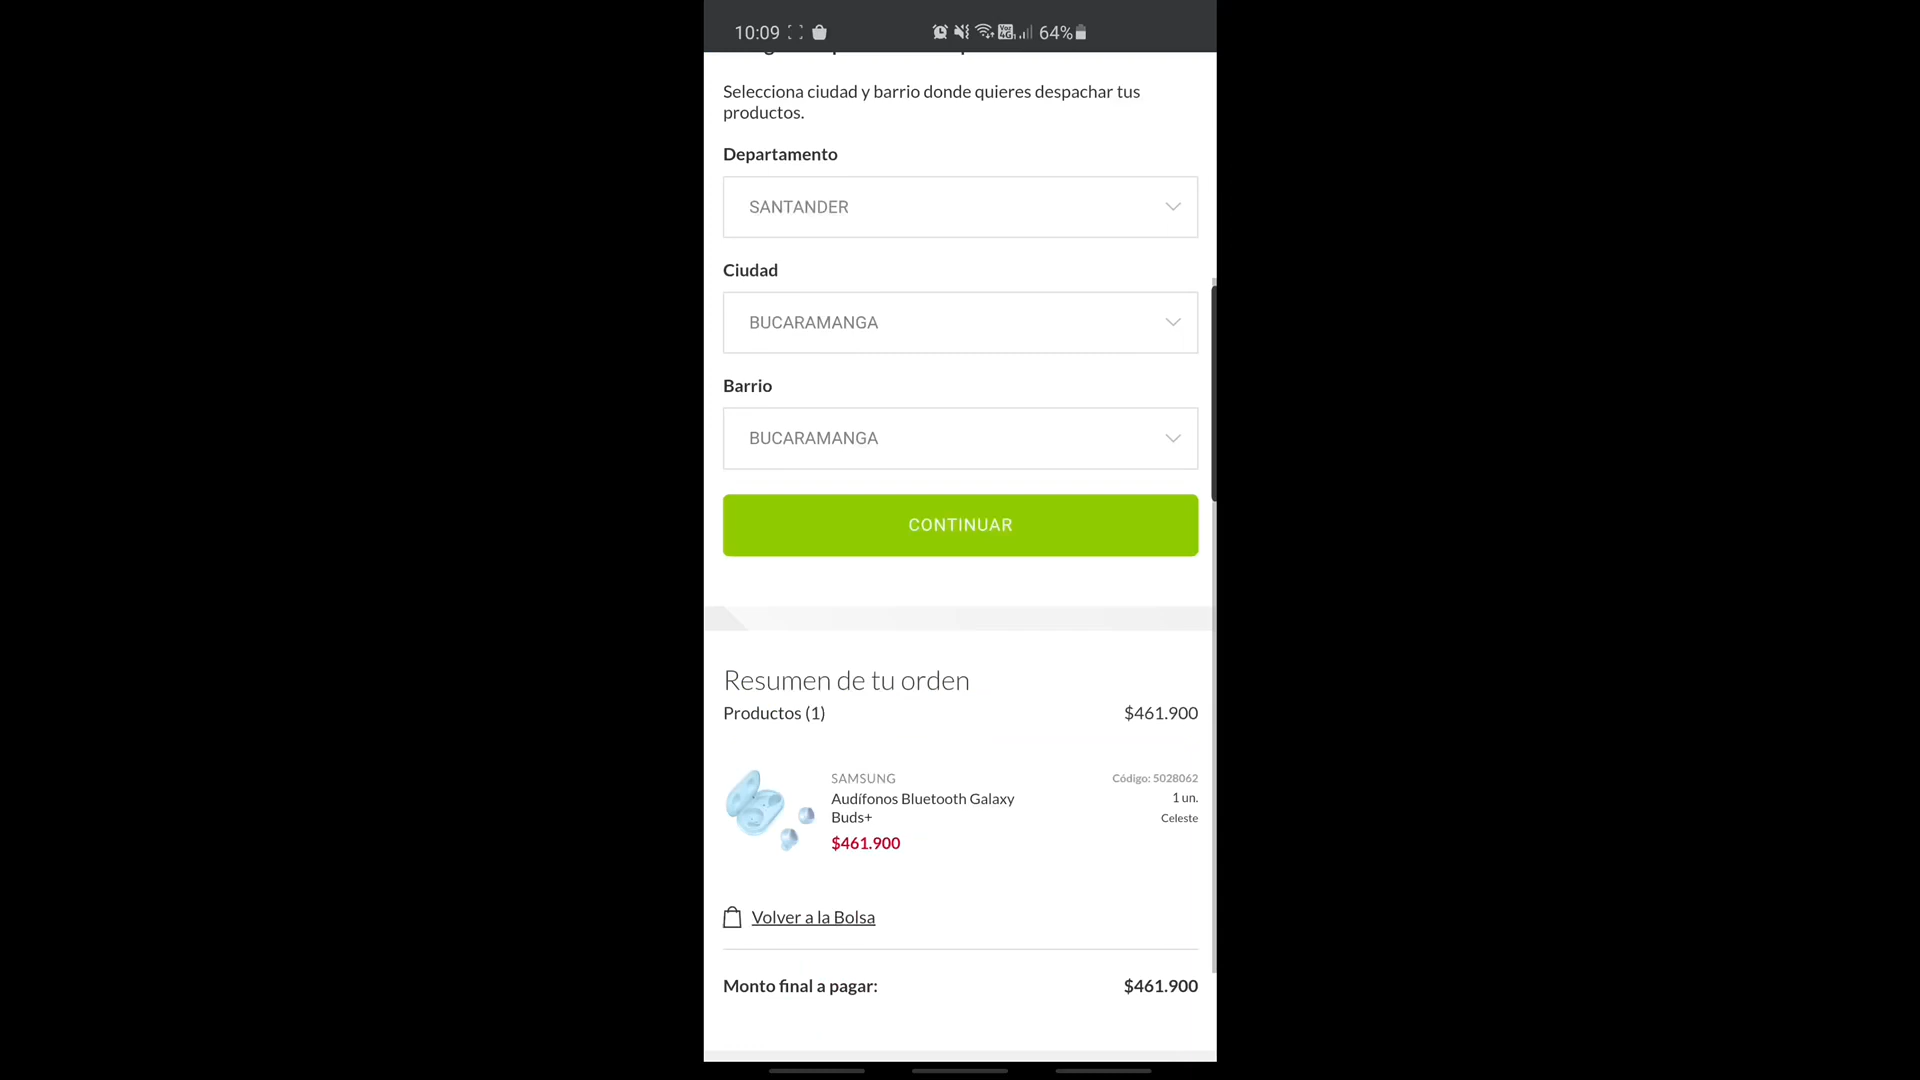 10:09
64%
Selecciona ciudad y barrio donde quieres despachar tus
productos.
Departamento
SANTANDER
Ciudad
BUCARAMANGA
Barrio
BUCARAMANGA
CONTINUAR
Resumen de tu orden
Productos (1) $461.900
SAMSUNG Código: 5028062
Audífonos Bluetooth Galaxy 1 un.
Buds+ Celeste
$461.900
Volver a la Bolsa
Monto final a pagar: $461.900